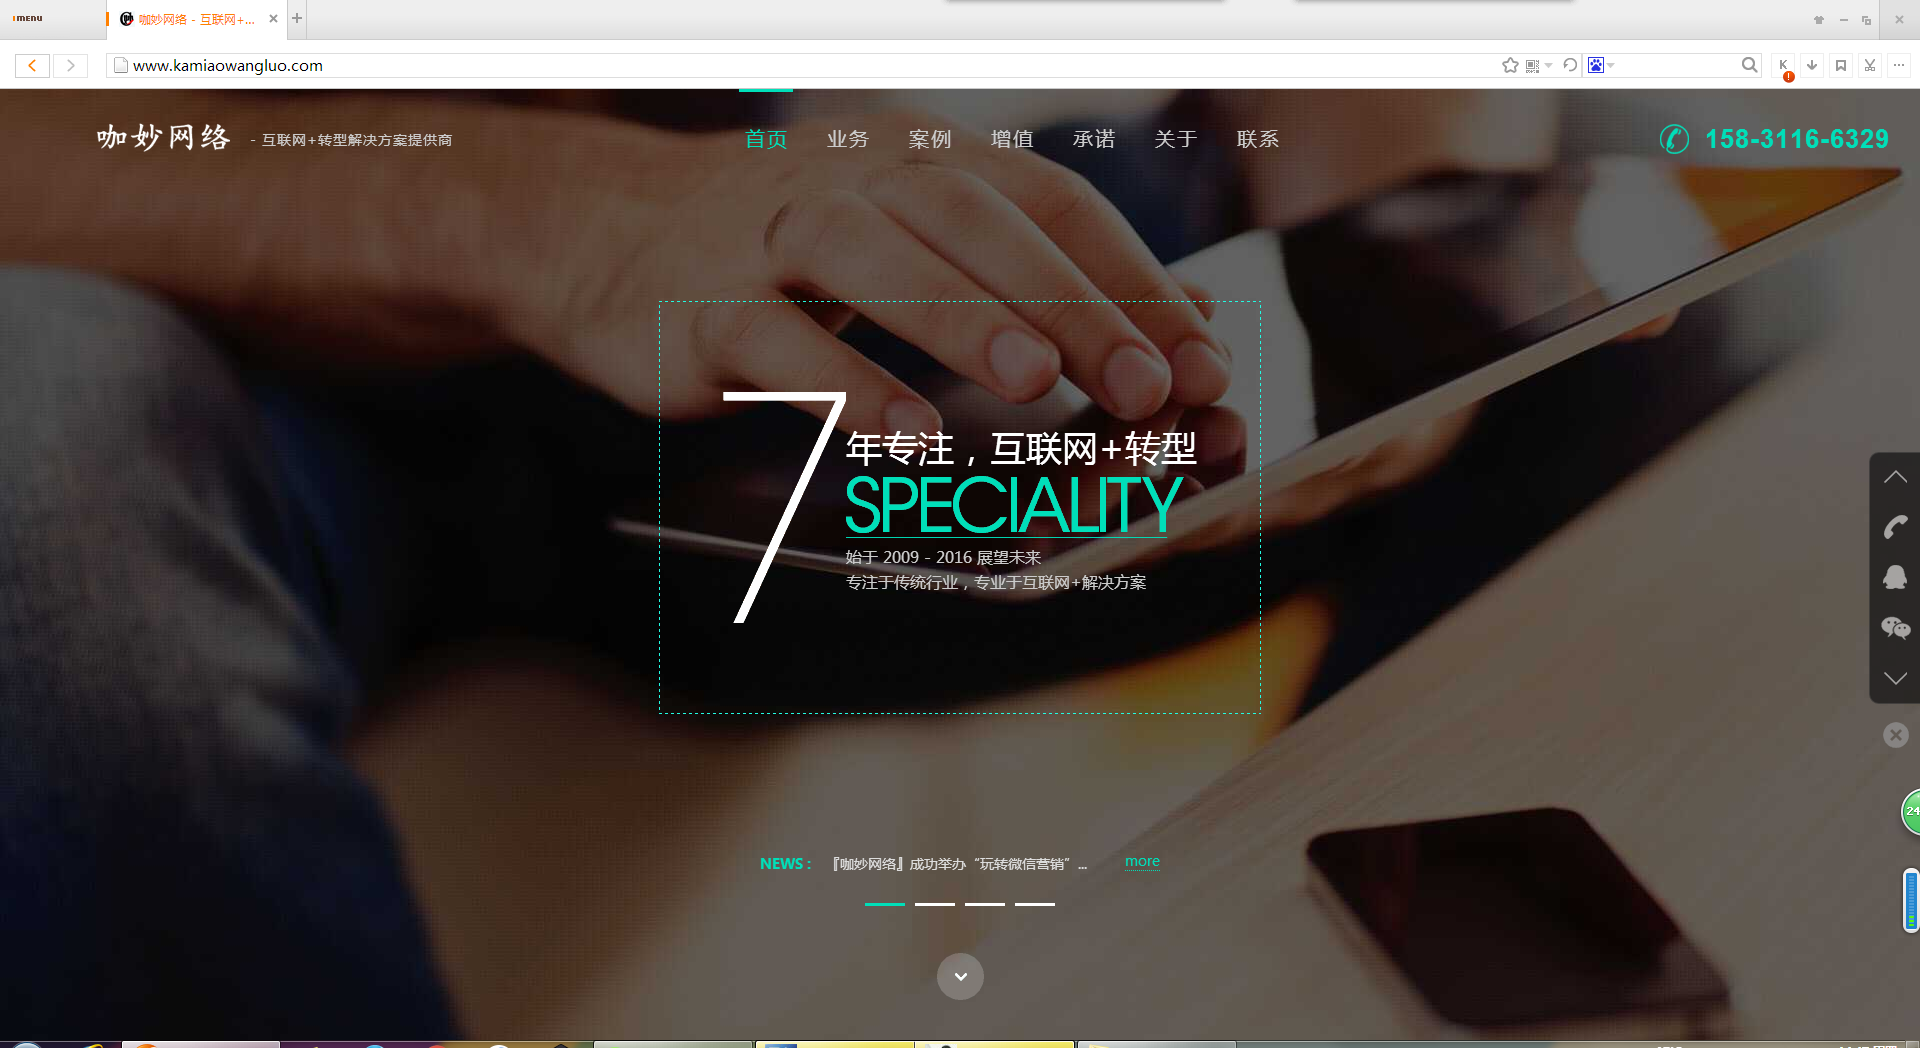 MENU
咖妙网络 - 互联网+...
www.kamiaowangluo.com
K
咖妙网络 - 互联网+转型解决方案提供商
首页 业务 案例 增值 承诺 关于 联系
158-3116-6329
7
年专注，互联网+转型
SPECIALITY
始于 2009 - 2016 展望未来
专注于传统行业，专业于互联网+解决方案
24
NEWS : 『咖妙网络』成功举办“玩转微信营销” ... more